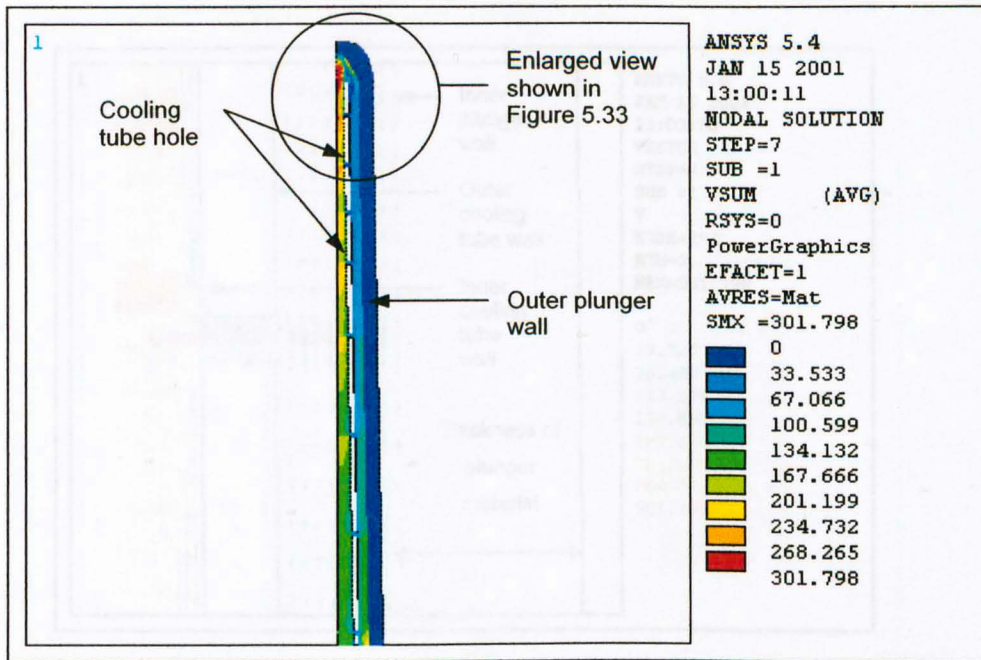 1
Enlarged view
shown in
Figure 5.33
Cooling
tube hole
Outer plunger
wall
ANSYS 5.4
JAN 15 2001
13:00:11
NODAL SOLUTION
STEP=7
SUB =1
VSUM (AVG)
RSYS=0
PowerGraphics
EFACET=1
AVRES=Mat
SMX =301.798
0
33.533
67.066
100.599
134.132
167.666
201.199
234.732
268.265
301.798